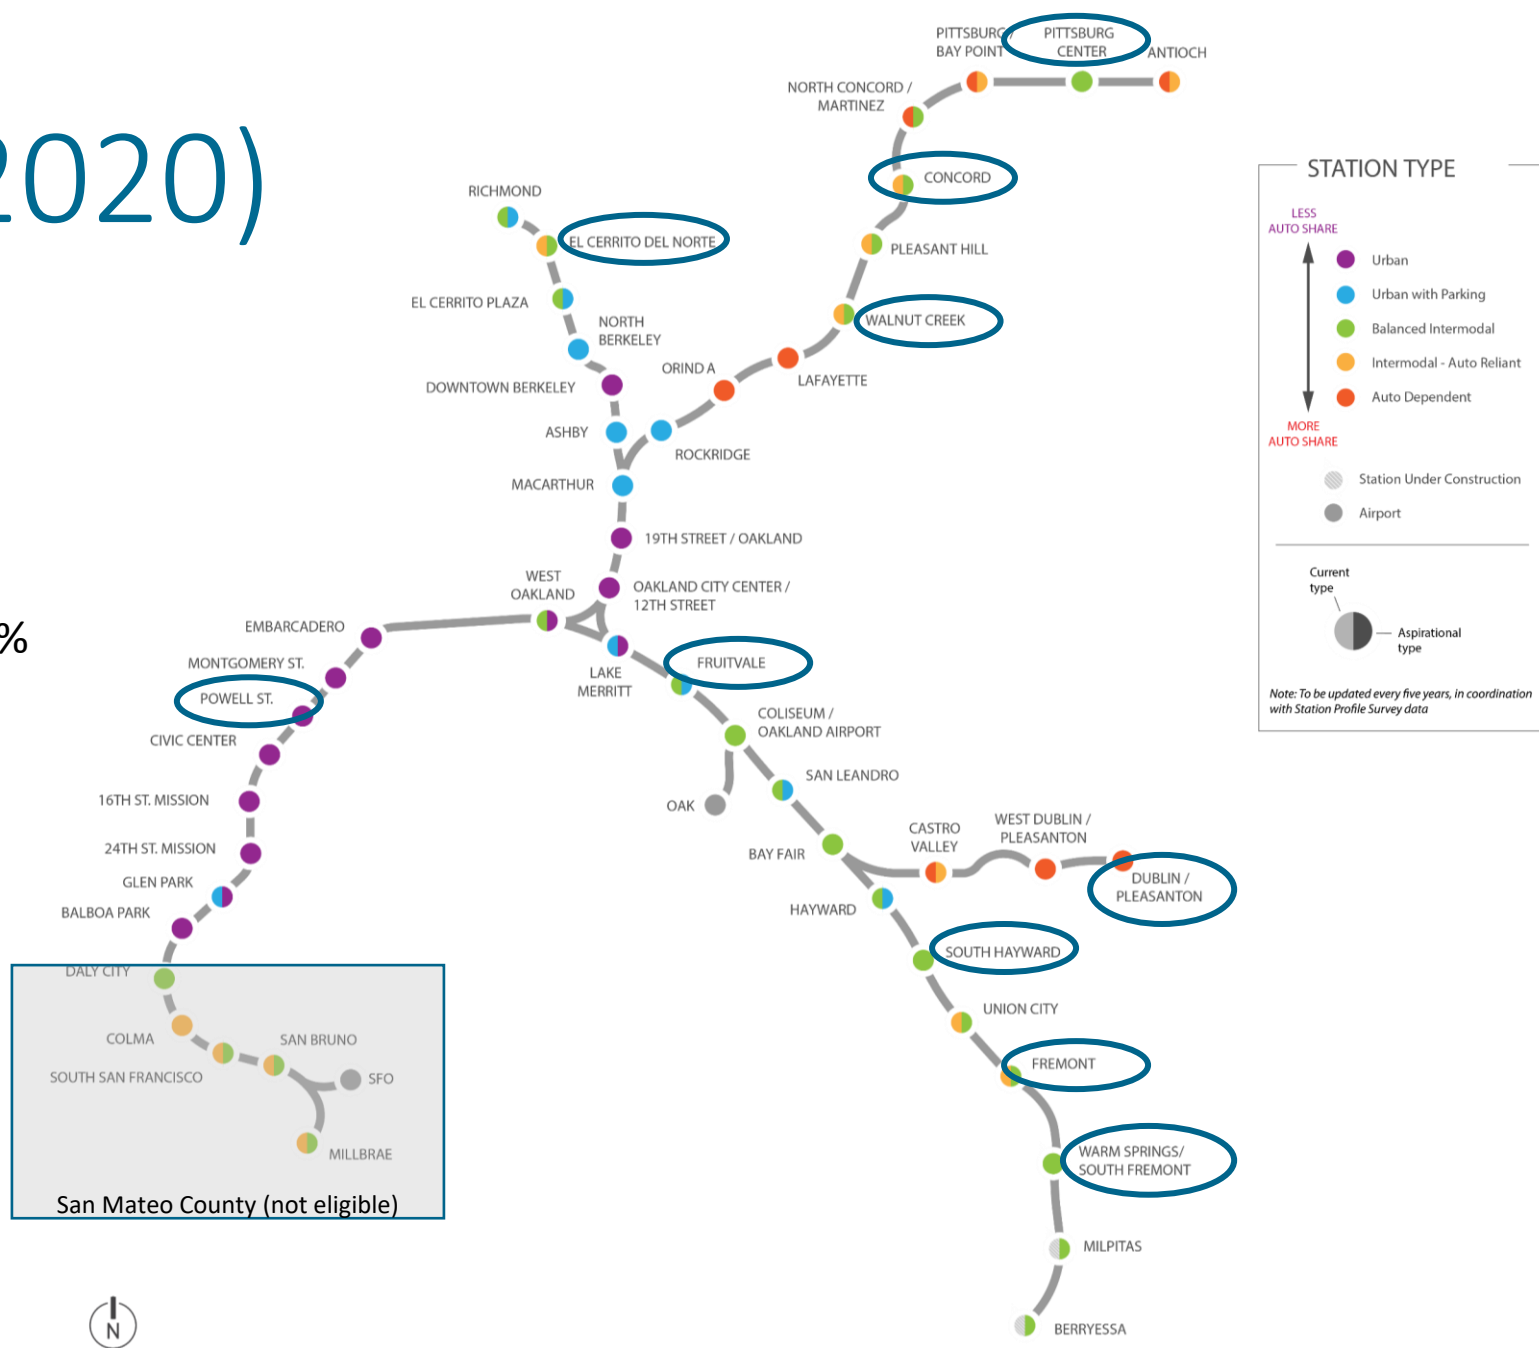 2020)
%
PITTSBURG /
BAY POINT
PITTSBURG
CENTER
ANTIOCH
NORTH CONCORD /
MARTINEZ
CONCORD
RICHMOND
EL CERRITO DEL NORTE
PLEASANT HILL
EL CERRITO PLAZA
NORTH
BERKELEY
WALNUT CREEK
ORINDA
LAFAYETTE
DOWNTOWN BERKELEY
ASHBY
ROCKRIDGE
MACARTHUR
19TH STREET / OAKLAND
WEST
OAKLAND
OAKLAND CITY CENTER /
12TH STREET
EMBARCADERO
MONTGOMERY ST.
POWELL ST.
CIVIC CENTER
16TH ST. MISSION
24TH ST. MISSION
GLEN PARK
BALBOA PARK
DALY CITY
COLMA
SOUTH SAN FRANCISCO
SAN BRUNO
SFO
MILLBRAE
San Mateo County (not eligible)
LAKE
MERRITT
FRUITVALE
COLISEUM /
OAKLAND AIRPORT
OAK
SAN LEANDRO
BAY FAIR
CASTRO
VALLEY
WEST DUBLIN /
PLEASANTON
DUBLIN /
PLEASANTON
HAYWARD
SOUTH HAYWARD
UNION CITY
FREMONT
WARM SPRINGS/
SOUTH FREMONT
MILPITAS
BERRYESSA
N
STATION TYPE
LESS
AUTO SHARE
Urban
Urban with Parking
Balanced Intermodal
Intermodal - Auto Reliant
Auto Dependent
MORE
AUTO SHARE
Station Under Construction
Airport
Current
type
Aspirational
type
Note: To be updated every five years, in coordination
with Station Profile Survey data